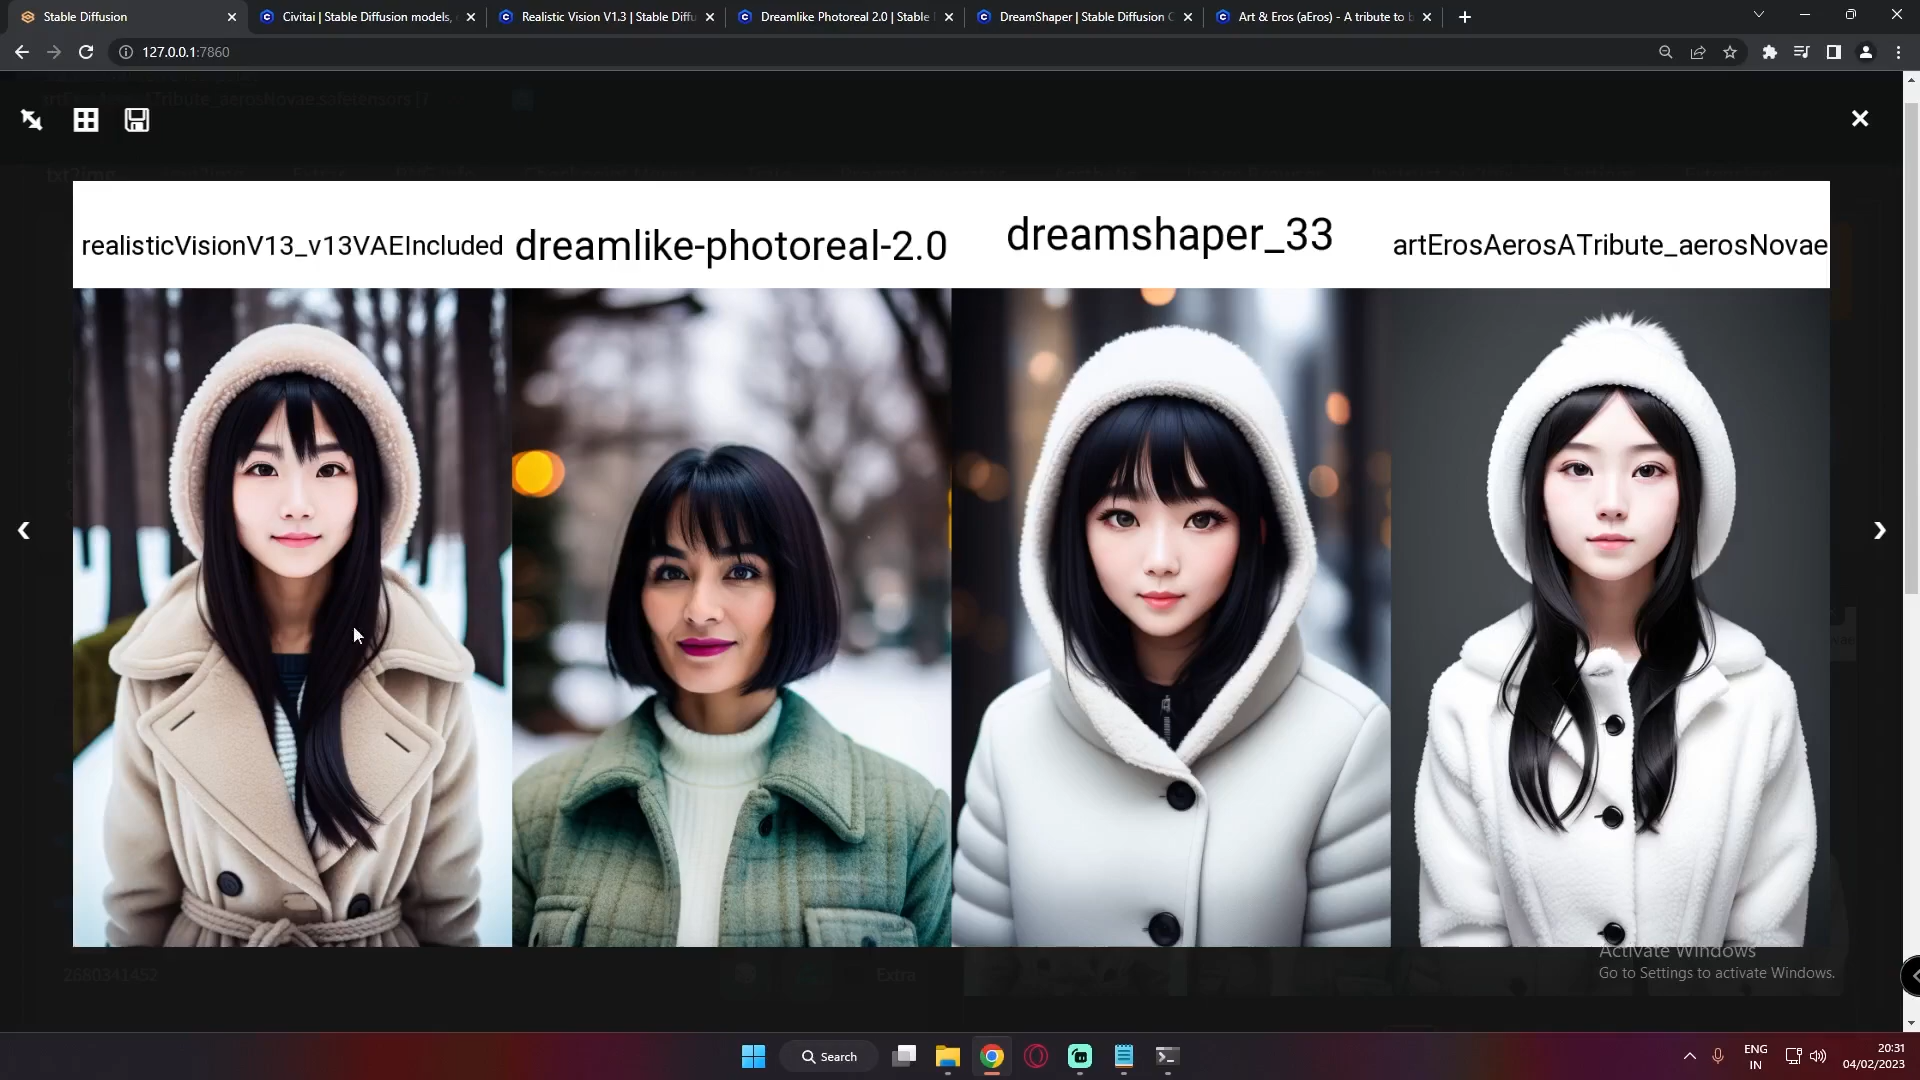 Stable Diffusion
Civitai | Stable Diffusion models,
Realistic Vision V1.3 | Stable Diffu
Dreamlike Photoreal 2.0 | Stable
DreamShaper | Stable Diffusion C
Art & Eros (aEros) - A tribute to b
127.0.0.1:7860
realisticVisionV13_v13VAEIncluded
dreamlike-photoreal-2.0
dreamshaper_33
artErosAerosATribute_aerosNovae
2680341452
Extra
Activate Windows
Go to Settings to activate Windows.
Search
ENG
IN
20:31
04/02/2023